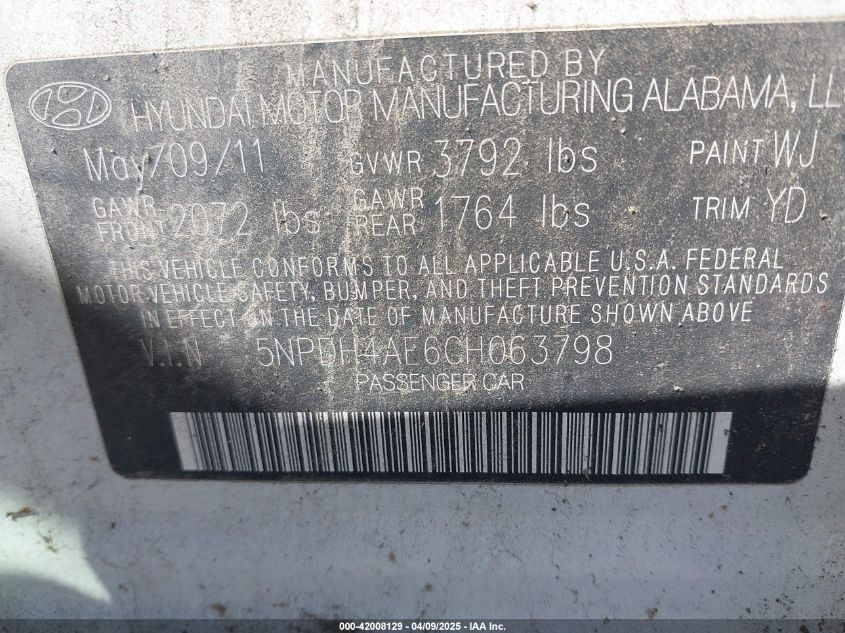 MANUFACTURED BY
HYUNDAI MOTOR MANUFACTURING ALABAMA, LL
May/09/11 GVWR 3792 lbs PAINT WJ
GAWR FRONT 2072 lbs GAWR REAR 1764 lbs TRIM YD
THIS VEHICLE CONFORMS TO ALL APPLICABLE U.S.A. FEDERAL
MOTOR VEHICLE SAFETY, BUMPER, AND THEFT PREVENTION STANDARDS
IN EFFECT ON THE DATE OF MANUFACTURE SHOWN ABOVE
V.I.N 5NPDH4AE6CH063798
PASSENGER CAR
000-42008129 - 04/09/2025 - IAA Inc.